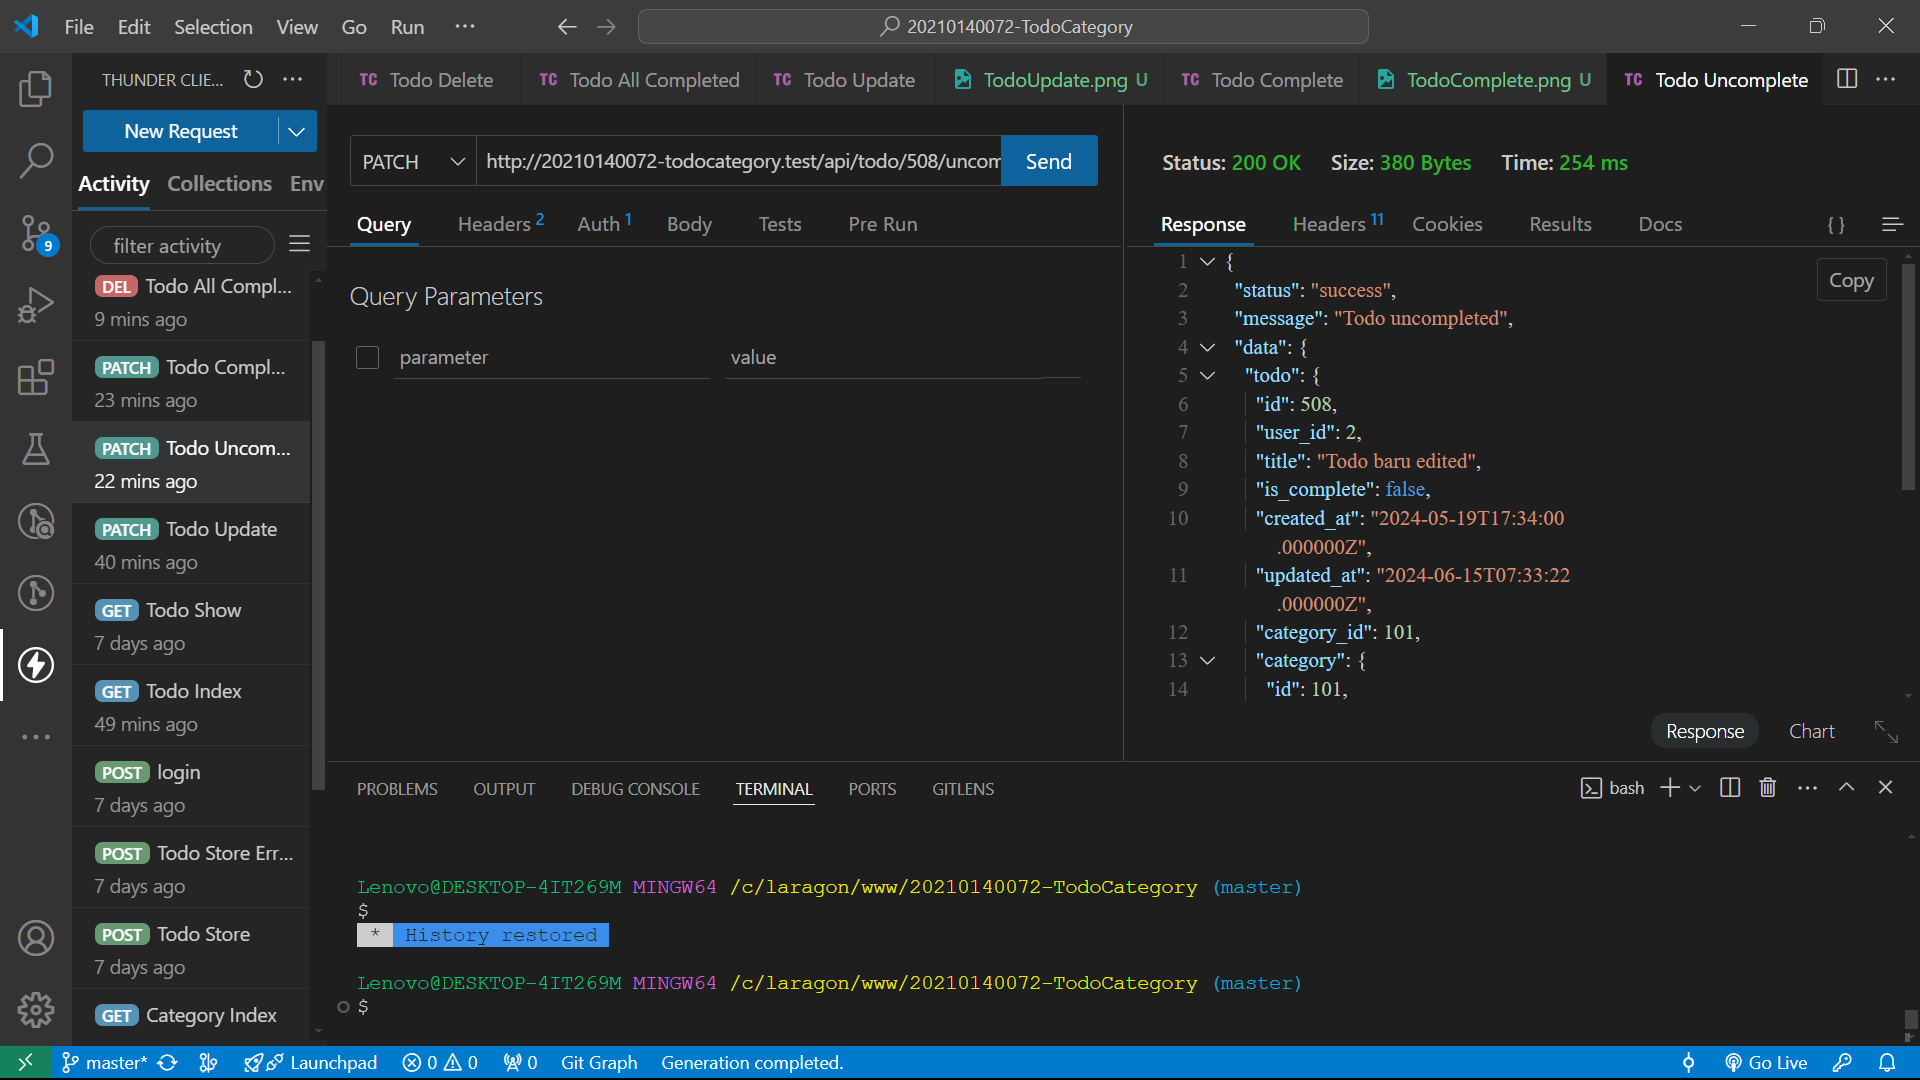 File Edit Selection View Go Run ··· 20210140072-TodoCategory
THUNDER CLIE... ···
TC Todo Delete TC Todo All Completed TC Todo Update TodoUpdate.png U TC Todo Complete TodoComplete.png U TC Todo Uncomplete ···
New Request
Activity Collections Env
filter activity
DEL Todo All Compl...
9 mins ago
PATCH Todo Compl...
23 mins ago
PATCH Todo Uncom...
22 mins ago
PATCH Todo Update
40 mins ago
GET Todo Show
7 days ago
GET Todo Index
49 mins ago
POST login
7 days ago
POST Todo Store Err...
7 days ago
POST Todo Store
7 days ago
GET Category Index
9
PATCH http://20210140072-todocategory.test/api/todo/508/uncom Send
Query Headers 2 Auth 1 Body Tests Pre Run
Query Parameters
parameter value
Status: 200 OK Size: 380 Bytes Time: 254 ms
Response Headers 11 Cookies Results Docs { }
Copy
1 {
2 "status": "success",
3 "message": "Todo uncompleted",
4 "data": {
5 "todo": {
6 "id": 508,
7 "user_id": 2,
8 "title": "Todo baru edited",
9 "is_complete": false,
10 "created_at": "2024-05-19T17:34:00
.000000Z",
11 "updated_at": "2024-06-15T07:33:22
.000000Z",
12 "category_id": 101,
13 "category": {
14 "id": 101,
Response Chart
PROBLEMS OUTPUT DEBUG CONSOLE TERMINAL PORTS GITLENS bash ···
Lenovo@DESKTOP-4IT269M MINGW64 /c/laragon/www/20210140072-TodoCategory (master)
$
* History restored
Lenovo@DESKTOP-4IT269M MINGW64 /c/laragon/www/20210140072-TodoCategory (master)
$
master* Launchpad 0 0 0 Git Graph Generation completed. Go Live